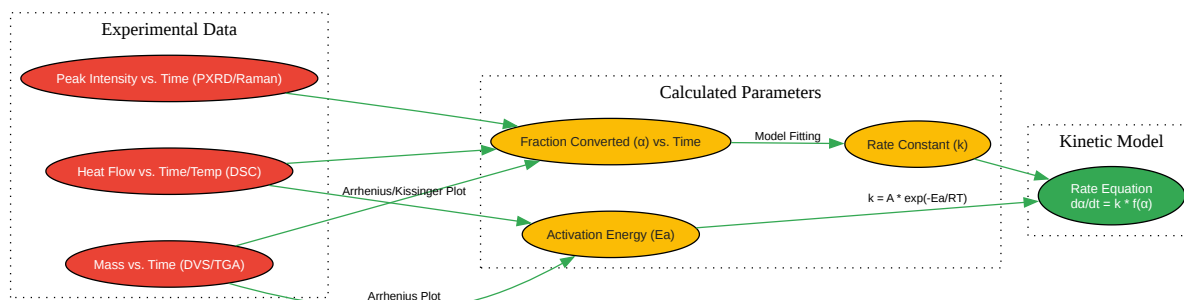 Experimental Data
Peak Intensity vs. Time (PXRD/Raman)
Heat Flow vs. Time/Temp (DSC)
Mass vs. Time (DVS/TGA)
Arrhenius/Kissinger Plot
Arrhenius Plot
Calculated Parameters
Fraction Converted (α) vs. Time
Model Fitting
Rate Constant (k)
Activation Energy (Ea)
k = A * exp(-Ea/RT)
Kinetic Model
Rate Equation
dα/dt = k * f(α)